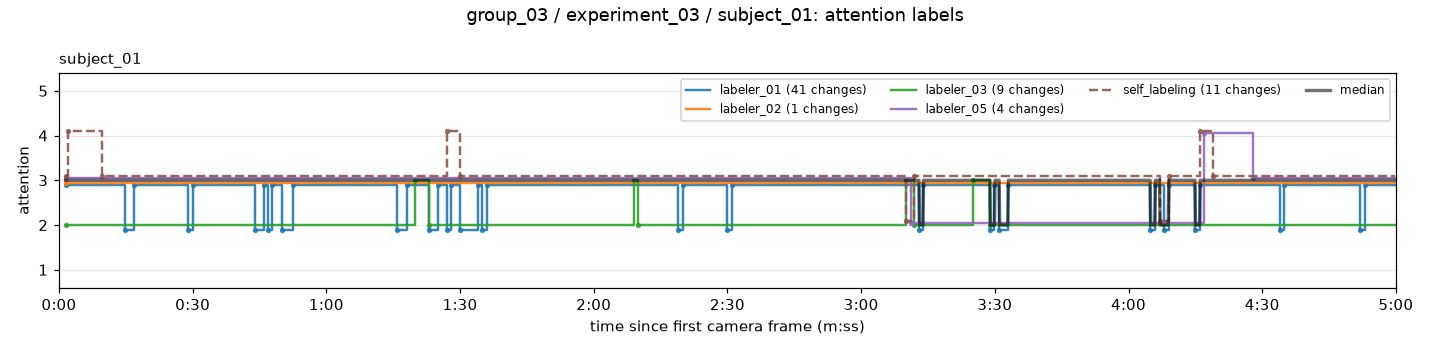 group_03 / experiment_03 / subject_01: attention labels
subject_01
labeler_01 (41 changes)
labeler_02 (1 changes)
labeler_03 (9 changes)
labeler_05 (4 changes)
self_labeling (11 changes)
median
attention
5
4
3
2
1
0:00
0:30
1:00
1:30
2:00
2:30
3:00
3:30
4:00
4:30
5:00
time since first camera frame (m:ss)